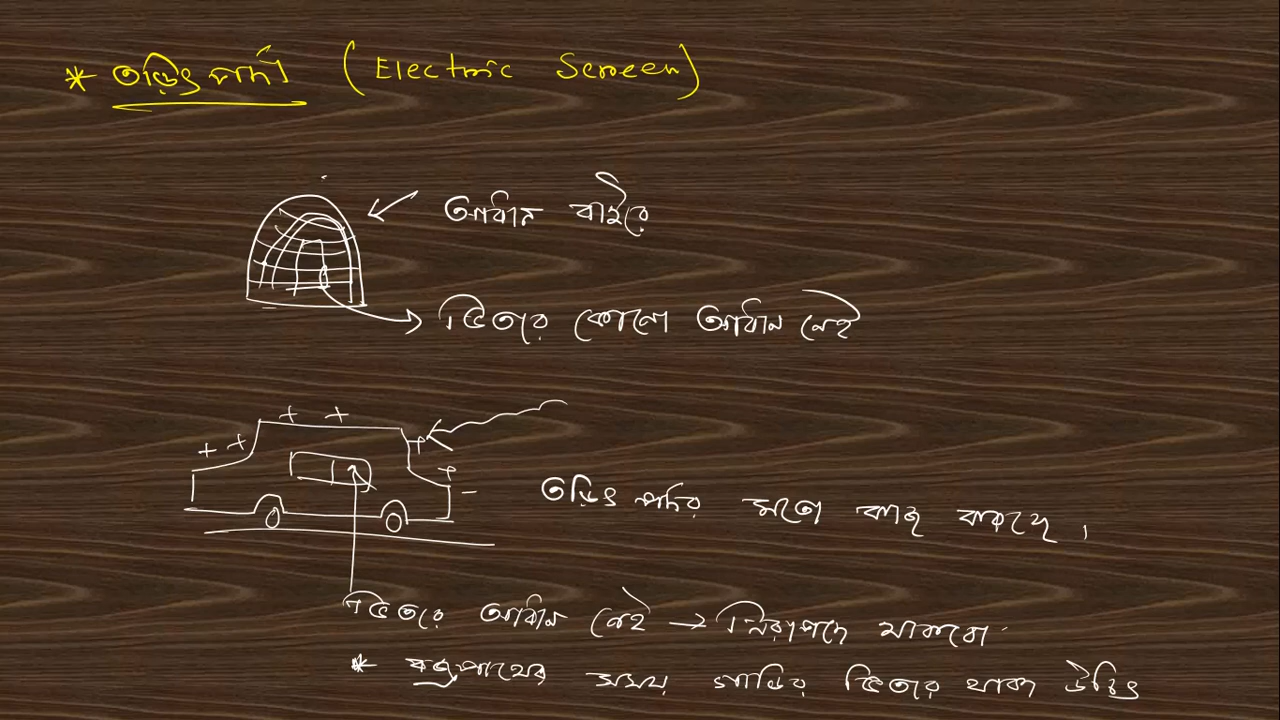 * তড়িৎ পর্দা (Electric Screen)
আধান বাইরে
ভিতরে কোনো আধান নেই
তড়িৎ পর্দার মতো কাজ করছে।
ভিতরে আধান নেই → নিরাপদে থাকবো
* বজ্রপাতের সময় গাড়ির ভিতরে থাকা উচিৎ